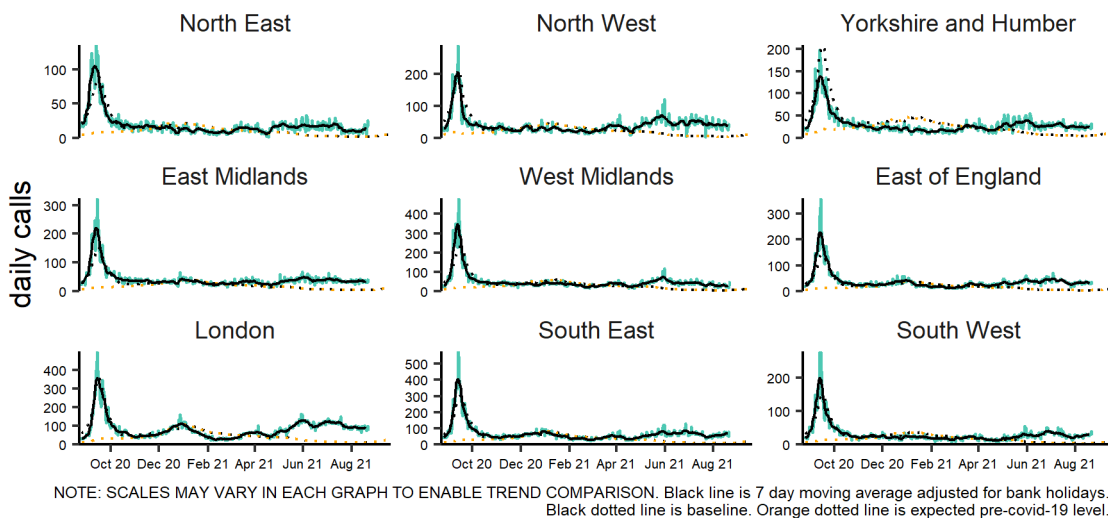 North East
North West
Yorkshire and Humber
100
50
0
200
100
0
200
150
100
50
0
East Midlands
West Midlands
East of England
daily calls
300
200
100
0
400
300
200
100
0
300
200
100
0
London
South East
South West
400
300
200
100
0
500
400
300
200
100
0
200
100
0
Oct 20 Dec 20 Feb 21 Apr 21 Jun 21 Aug 21
Oct 20 Dec 20 Feb 21 Apr 21 Jun 21 Aug 21
Oct 20 Dec 20 Feb 21 Apr 21 Jun 21 Aug 21
NOTE: SCALES MAY VARY IN EACH GRAPH TO ENABLE TREND COMPARISON. Black line is 7 day moving average adjusted for bank holidays.
Black dotted line is baseline. Orange dotted line is expected pre-covid-19 level.